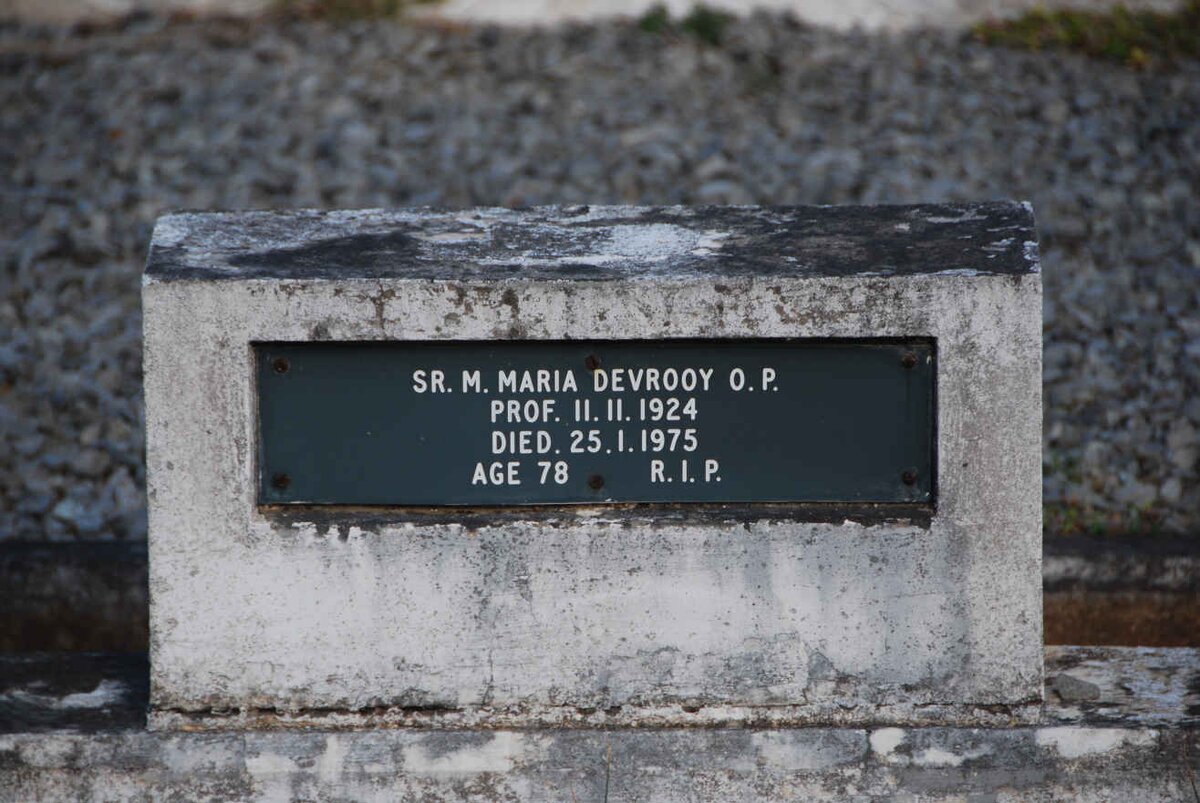 SR. M. MARIA DEVROOY O.P.
PROF. 11.11.1924
DIED. 25.1.1975
AGE 78 R.I.P.